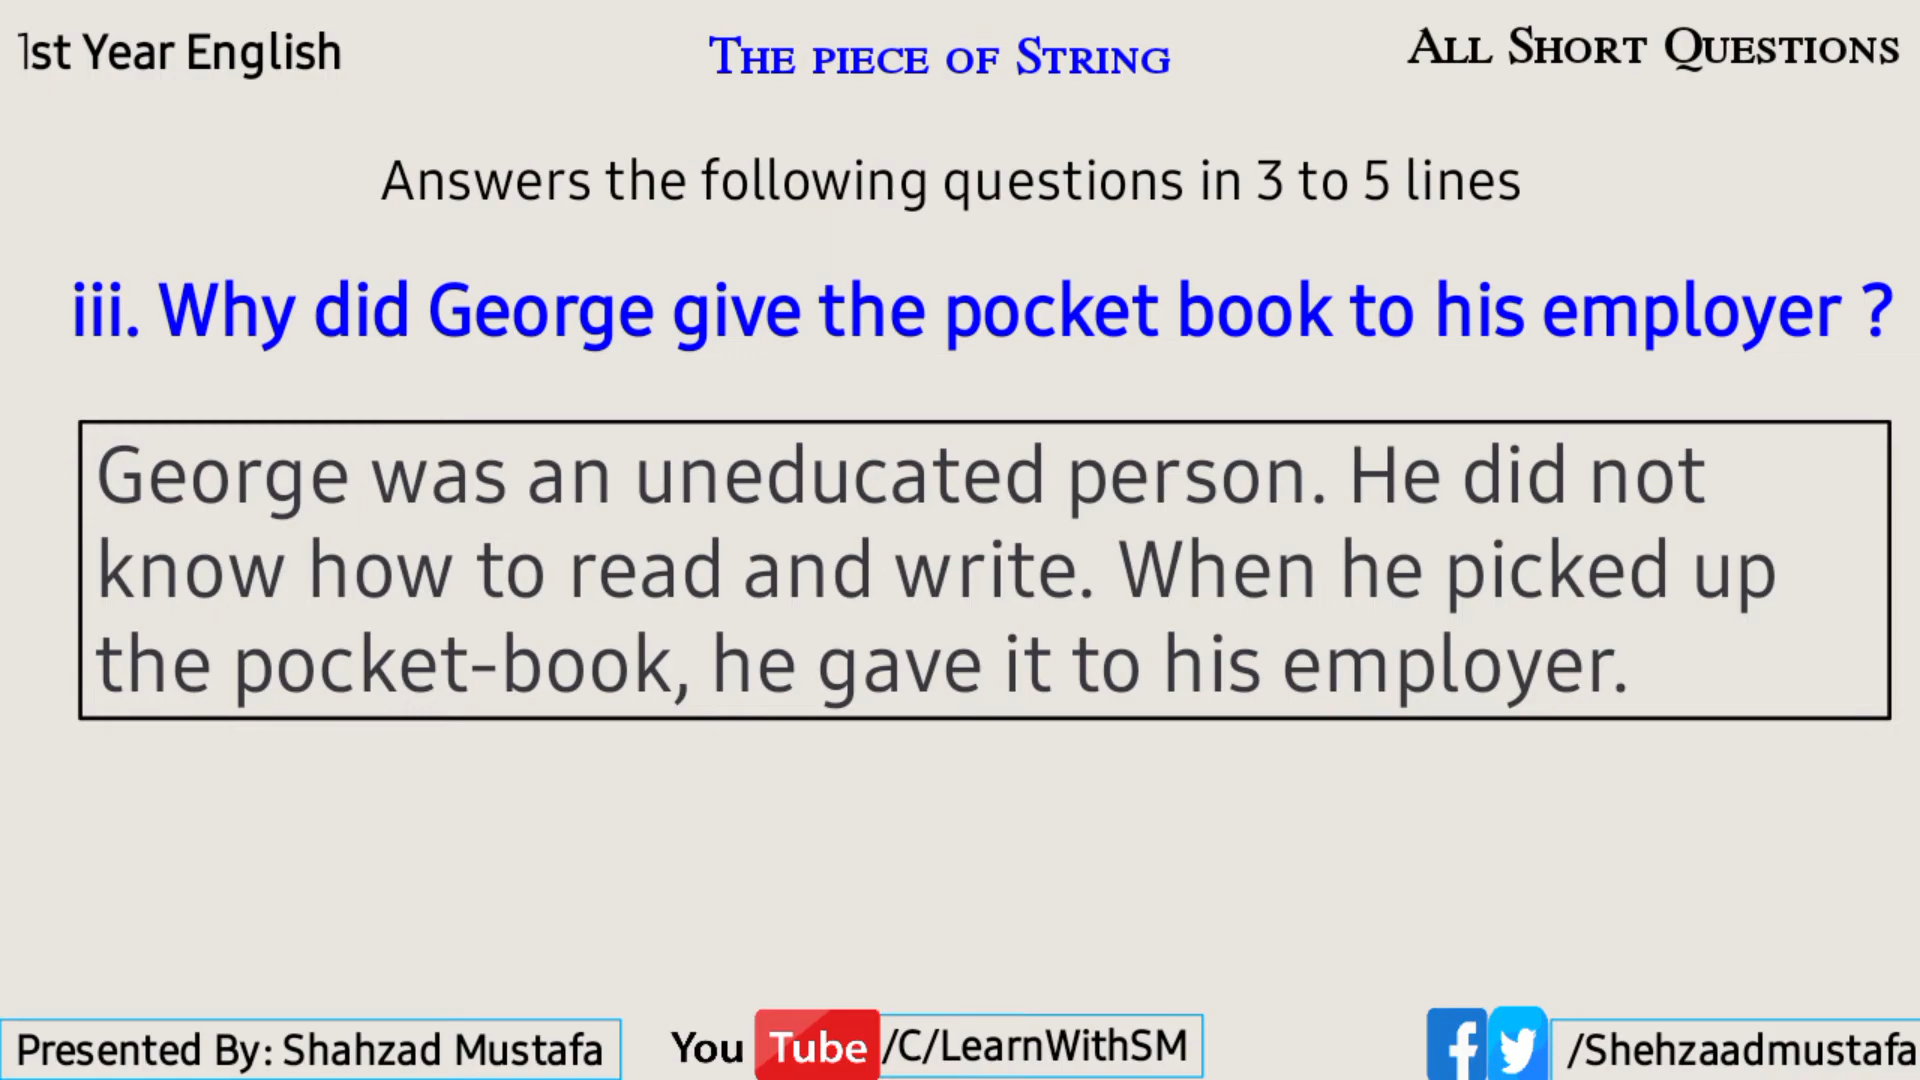 1st Year English
The piece of String
All Short Questions
Answers the following questions in 3 to 5 lines
iii. Why did George give the pocket book to his employer ?
George was an uneducated person. He did not
know how to read and write. When he picked up
the pocket-book, he gave it to his employer.
Presented By: Shahzad Mustafa
You Tube /C/LearnWithSM
f /Shehzaadmustafa